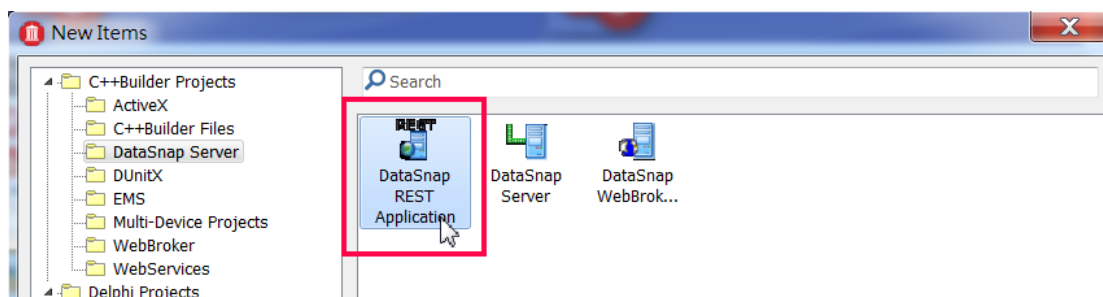 New Items
C++Builder Projects
ActiveX
C++Builder Files
DataSnap Server
DUnitX
EMS
Multi-Device Projects
WebBroker
WebServices
Delphi Projects
Search
REST
DataSnap
REST
Application
DataSnap
Server
DataSnap
WebBrok...